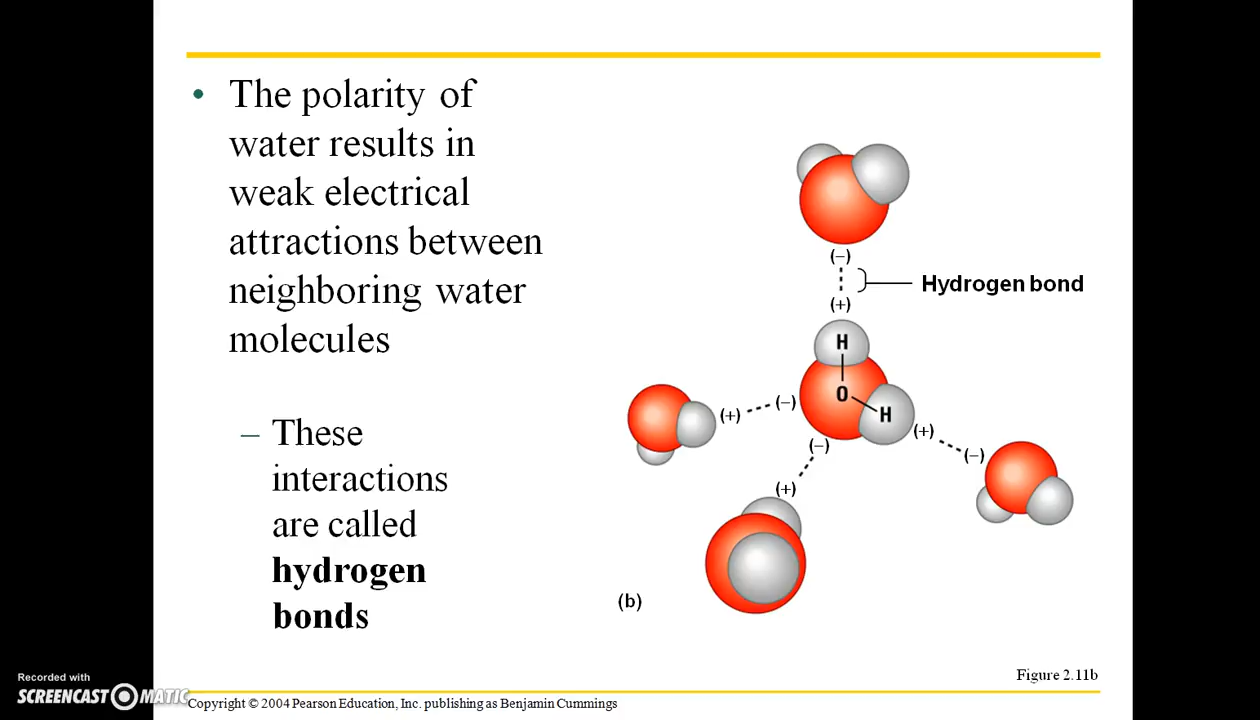 • The polarity of
water results in
weak electrical
attractions between
neighboring water
molecules
– These
interactions
are called
hydrogen
bonds
(–)
Hydrogen bond
(+)
H
O
H
(+)
(–)
(+)
(–)
(–)
(+)
(b)
Figure 2.11b
Recorded with
SCREENCAST MATIC
Copyright © 2004 Pearson Education, Inc. publishing as Benjamin Cummings